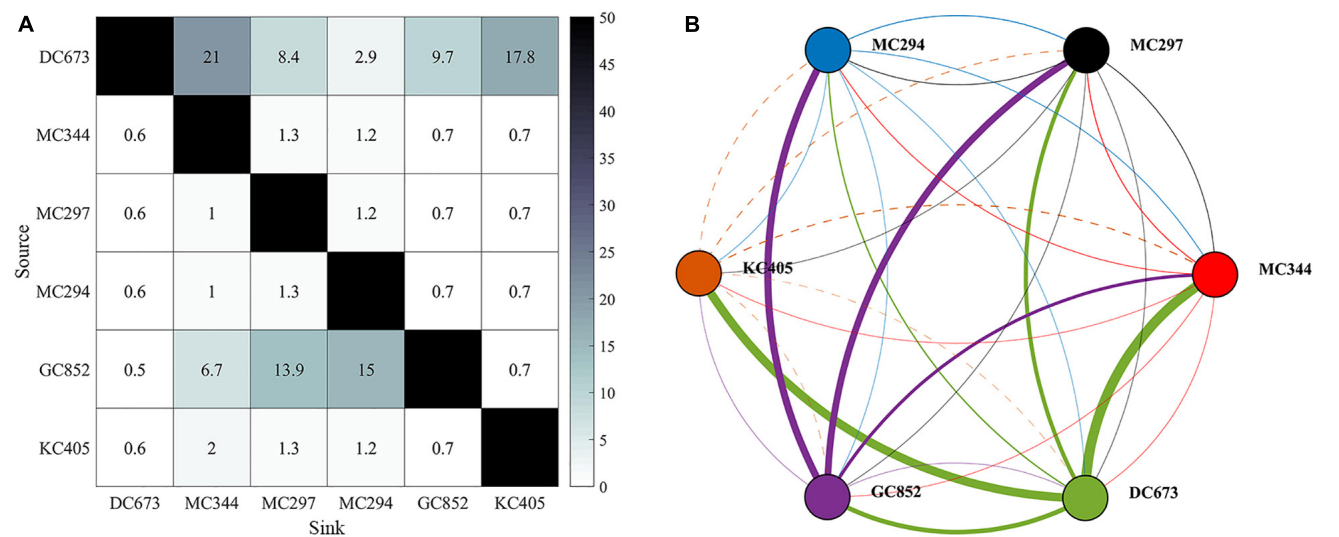 A
DC673 21 8.4 2.9 9.7 17.8
MC344 0.6 1.3 1.2 0.7 0.7
MC297 0.6 1 1.2 0.7 0.7
MC294 0.6 1 1.3 0.7 0.7
GC852 0.5 6.7 13.9 15 0.7
KC405 0.6 2 1.3 1.2 0.7
DC673 MC344 MC297 MC294 GC852 KC405
Source
Sink
50
45
40
35
30
25
20
15
10
5
0
B
MC294
MC297
KC405
MC344
GC852
DC673